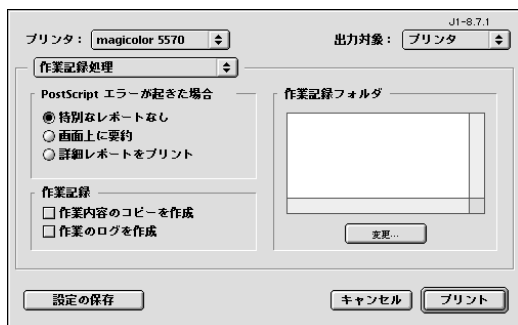 J1-8.7.1
プリンタ： magicolor 5570 出力対象： プリンタ
作業記録処理
PostScript エラーが起きた場合
特別なレポートなし
画面上に要約
詳細レポートをプリント
作業記録
作業内容のコピーを作成
作業のログを作成
作業記録フォルダ
変更...
設定の保存 キャンセル プリント